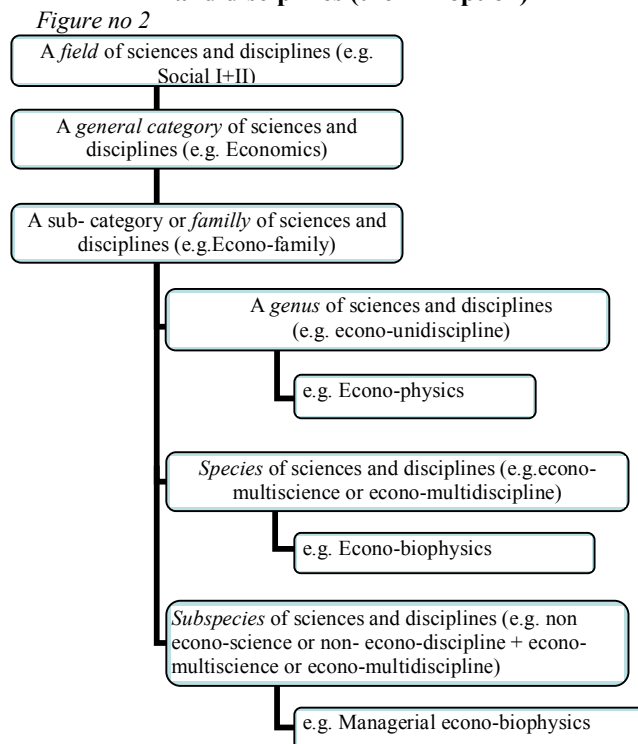 Figure no 2
A field of sciences and disciplines (e.g.
Social I+II)
A general category of sciences and
disciplines (e.g. Economics)
A sub- category or familly of sciences and
disciplines (e.g.Econo-family)
A genus of sciences and disciplines
(e.g. econo-unidiscipline)
e.g. Econo-physics
Species of sciences and disciplines (e.g.econo-
multiscience or econo-multidiscipline)
e.g. Econo-biophysics
Subspecies of sciences and disciplines (e.g. non
econo-science or non- econo-discipline + econo-
multiscience or econo-multidiscipline)
e.g. Managerial econo-biophysics